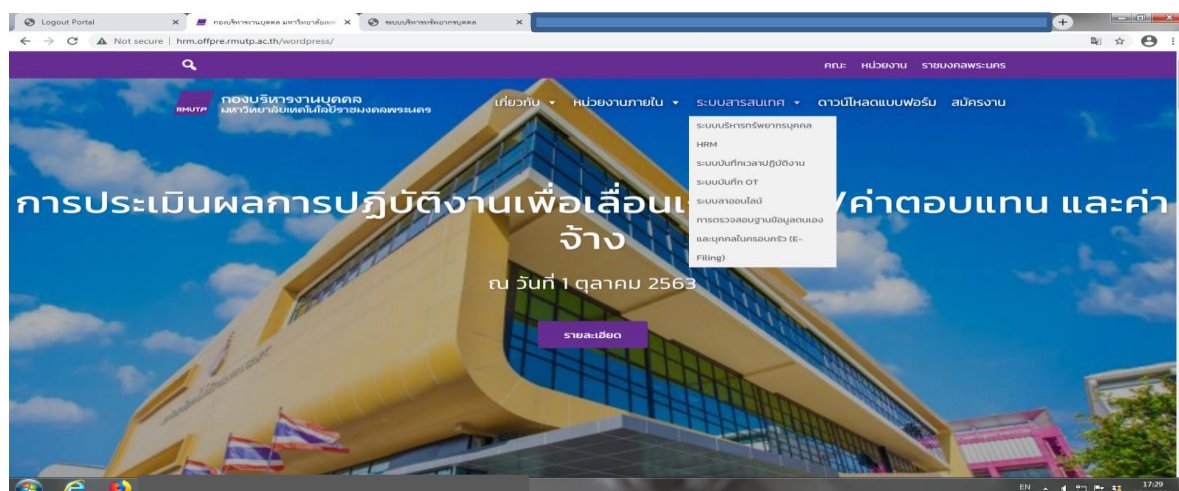 Logout Portal
กองบริหารงานบุคคล มหาวิทยาลัยเทคโ
ระบบบริหารทรัพยากรบุคคล
Not secure | hrm.offpre.rmutp.ac.th/wordpress/
คณะ หน่วยงาน ราชมงคลพระนคร
RMUTP
กองบริหารงานบุคคล
มหาวิทยาลัยเทคโนโลยีราชมงคลพระนคร
เกี่ยวกับ หน่วยงานภายใน ระบบสารสนเทศ ดาวน์โหลดแบบฟอร์ม สมัครงาน
ระบบบริหารทรัพยากรบุคคล
HRM
ระบบบันทึกเวลาปฏิบัติงาน
ระบบบันทึก OT
ระบบลาออนไลน์
การตรวจสอบฐานข้อมูลตนเอง
และบุคคลในครอบครัว (E-
Filing)
การประเมินผลการปฏิบัติงานเพื่อเลื่อนเ /ค่าตอบแทน และค่า
จ้าง
ณ วันที่ 1 ตุลาคม 2563
รายละเอียด
EN 17:29